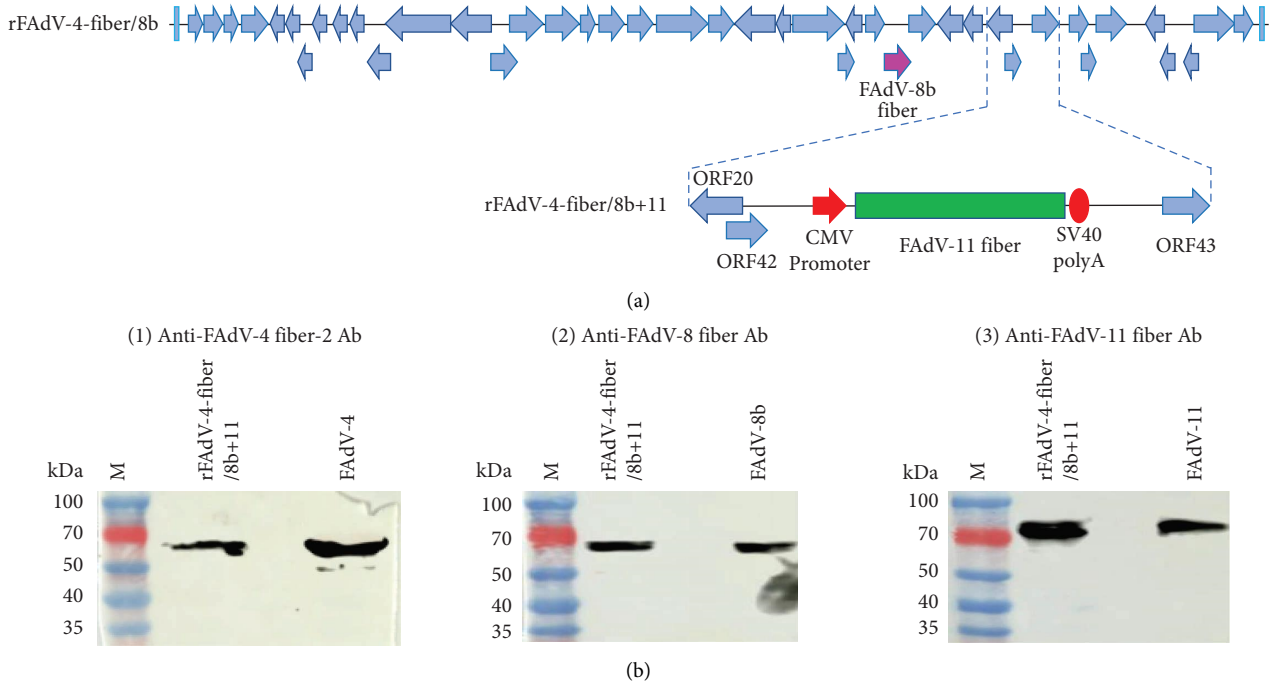 rFAdV-4-fiber/8b
FAdV-8b
fiber
rFAdV-4-fiber/8b+11
ORF20
ORF42
CMV
Promoter
FAdV-11 fiber
SV40
polyA
ORF43
(a)
(1) Anti-FAdV-4 fiber-2 Ab
kDa
M
rFAdV-4-fiber
/8b+11
FAdV-4
100
70
50
40
35
(2) Anti-FAdV-8 fiber Ab
kDa
M
rFAdV-4-fiber
/8b+11
FAdV-8b
100
70
50
40
35
(3) Anti-FAdV-11 fiber Ab
kDa
M
rFAdV-4-fiber
/8b+11
FAdV-11
100
70
50
40
35
(b)